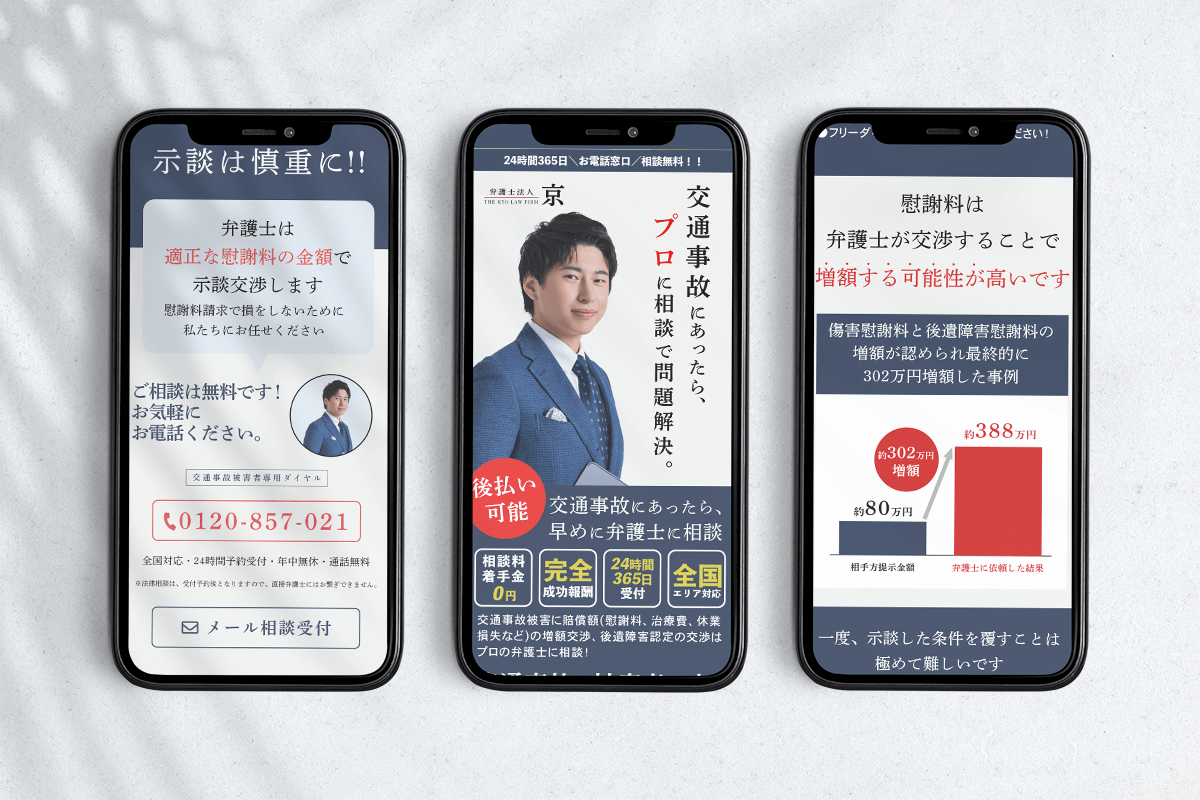 示談は慎重に!!
弁護士は
適正な慰謝料の金額で
示談交渉します
慰謝料請求で損をしないために
私たちにお任せください
ご相談は無料です!
お気軽に
お電話ください。
交通事故被害者専用ダイヤル
0120-857-021
全国対応・24時間予約受付・年中無休・通話無料
※法律相談は、受付予約後となりますので、直接弁護士にはお繋ぎできません。
メール相談受付
24時間365日＼お電話窓口／相談無料！！
弁護士法人 京
THE KYO LAW FIRM
交通事故にあったら、
プロに相談で問題解決。
後払い
可能
交通事故にあったら、
早めに弁護士に相談
相談料
着手金
0円
完全
成功報酬
24時間
365日
受付
全国
エリア対応
交通事故被害に賠償額(慰謝料、治療費、休業
損失など)の増額交渉、後遺障害認定の交渉は
プロの弁護士に相談!
フリーダ
ださい!
慰謝料は
弁護士が交渉することで
増額する可能性が高いです
傷害慰謝料と後遺障害慰謝料の
増額が認められ最終的に
302万円増額した事例
約388万円
約302万円
増額
約80万円
相手方提示金額
弁護士に依頼した結果
一度、示談した条件を覆すことは
極めて難しいです